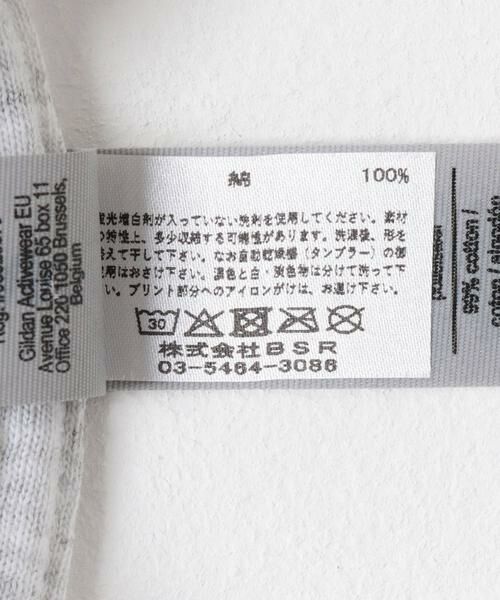 Gildan Activewear EU
Avenue Louise 65 box 11
Office 220 1050 Brussels,
Belgium
綿 100%
蛍光増白剤が入っていない洗剤を使用してください。素材
の特性上、多少収縮する可能性があります。洗濯後、形を
整えて干して下さい。なお自動乾燥機(タンブラー)の使
用はおさけ下さい。濃色と白・淡色物は分けて洗って下
い。プリント部分へのアイロンがけは、お避け下さい。
30
株式会社BSR
03-5464-3086
99% cotton /